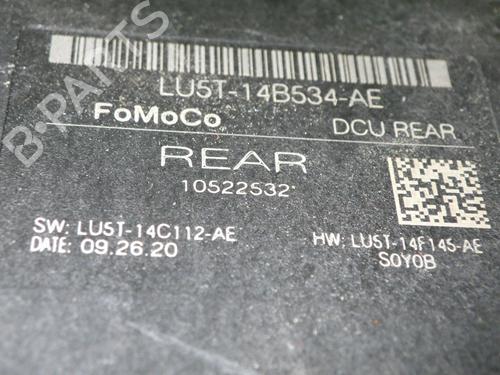 LU5T-14B534-AE
FoMoCo DCU REAR
REAR
10522532
SW: LU5T-14C112-AE HW: LU5T-14F145-AE
DATE: 09.26.20 S0Y0B
B-PARTS